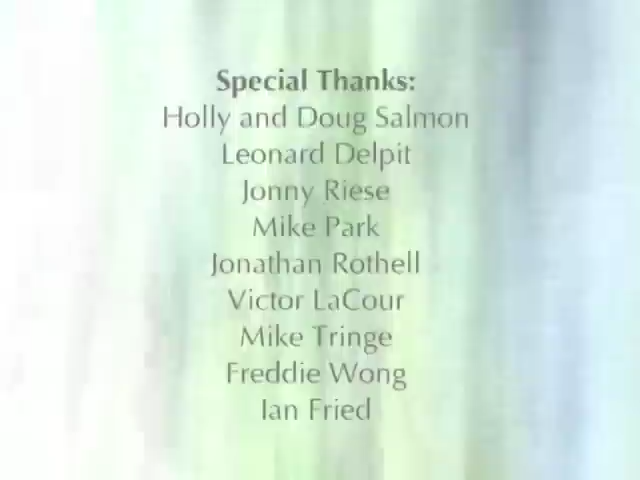 Special Thanks:
Holly and Doug Salmon
Leonard Delpit
Jonny Riese
Mike Park
Jonathan Rothell
Victor LaCour
Mike Tringe
Freddie Wong
Ian Fried